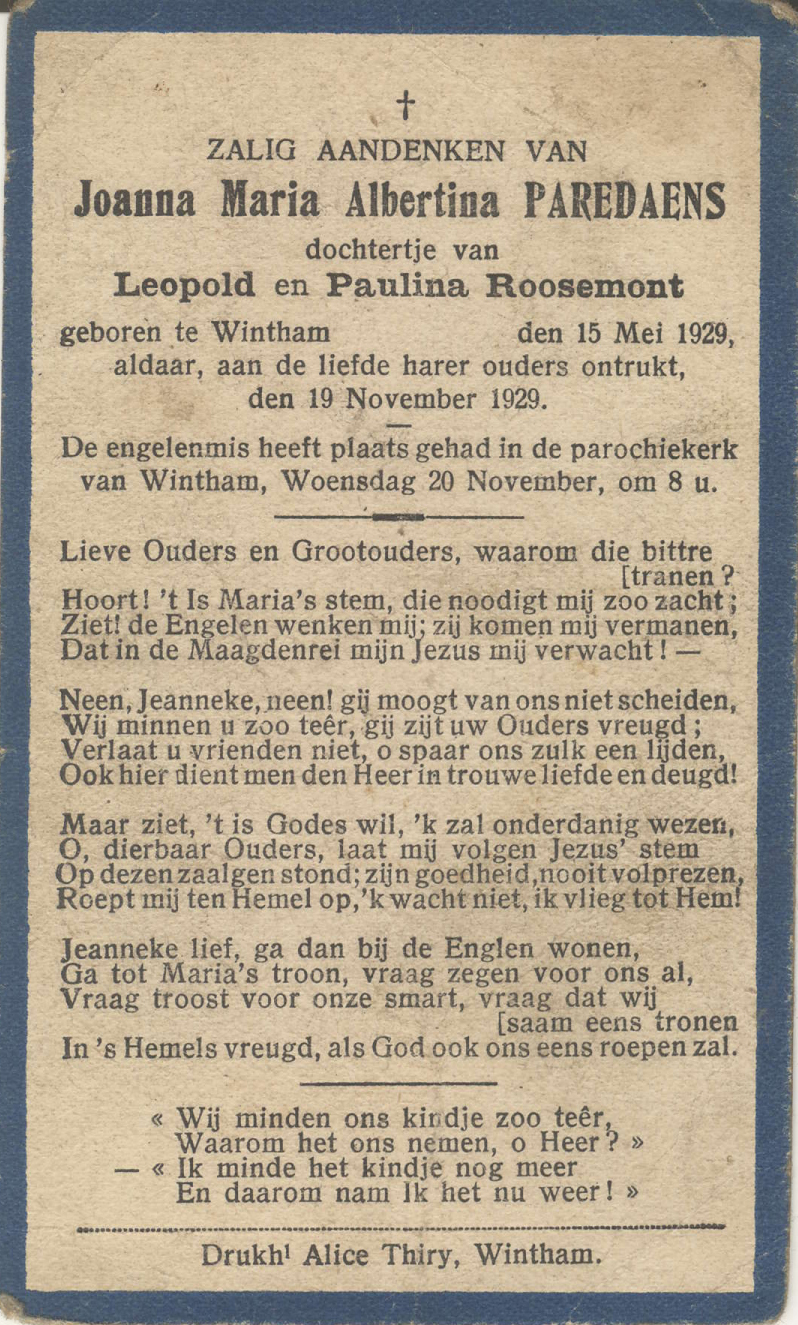 †
ZALIG AANDENKEN VAN
Joanna Maria Albertina PAREDAENS
dochtertje van
Leopold en Paulina Roosemont
geboren te Wintham den 15 Mei 1929,
aldaar, aan de liefde harer ouders ontrukt,
den 19 November 1929.
De engelenmis heeft plaats gehad in de parochiekerk
van Wintham, Woensdag 20 November, om 8 u.
Lieve Ouders en Grootouders, waarom die bittre
[tranen?
Hoort! 't Is Maria's stem, die noodigt mij zoo zacht;
Ziet! de Engelen wenken mij; zij komen mij vermanen,
Dat in de Maagdenrei mijn Jezus mij verwacht! —
Neen, Jeanneke, neen! gij moogt van ons niet scheiden,
Wij minnen u zoo teêr, gij zijt uw Ouders vreugd;
Verlaat u vrienden niet, o spaar ons zulk een lijden,
Ook hier dient men den Heer in trouwe liefde en deugd!
Maar ziet, 't is Godes wil, 'k zal onderdanig wezen,
O, dierbaar Ouders, laat mij volgen Jezus' stem
Op dezen zaalgen stond; zijn goedheid, nooit volprezen,
Roept mij ten Hemel op, 'k wacht niet, ik vlieg tot Hem!
Jeanneke lief, ga dan bij de Englen wonen,
Ga tot Maria's troon, vraag zegen voor ons al,
Vraag troost voor onze smart, vraag dat wij
[saam eens tronen
In 's Hemels vreugd, als God ook ons eens roepen zal.
« Wij minden ons kindje zoo teêr,
Waarom het ons nemen, o Heer? »
— « Ik minde het kindje nog meer
En daarom nam Ik het nu weer! »
Drukh¹ Alice Thiry, Wintham.